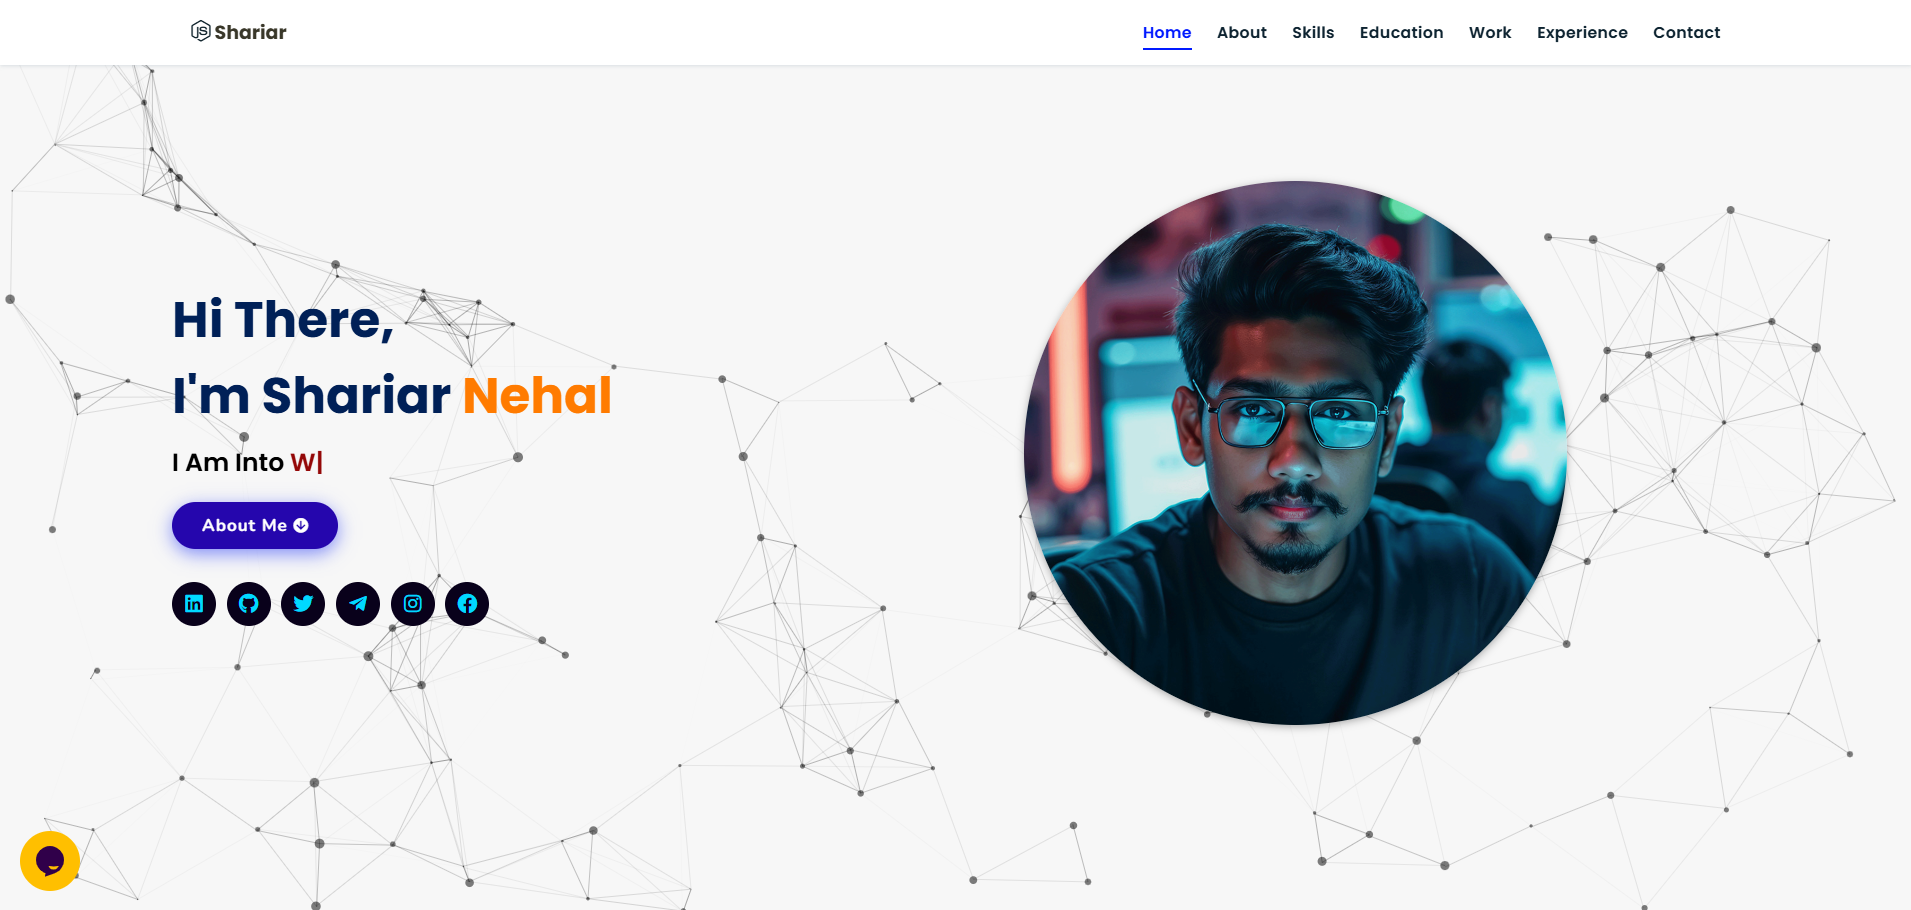 Shariar
Home About Skills Education Work Experience Contact
Hi There,
I'm Shariar Nehal
I Am Into W|
About Me